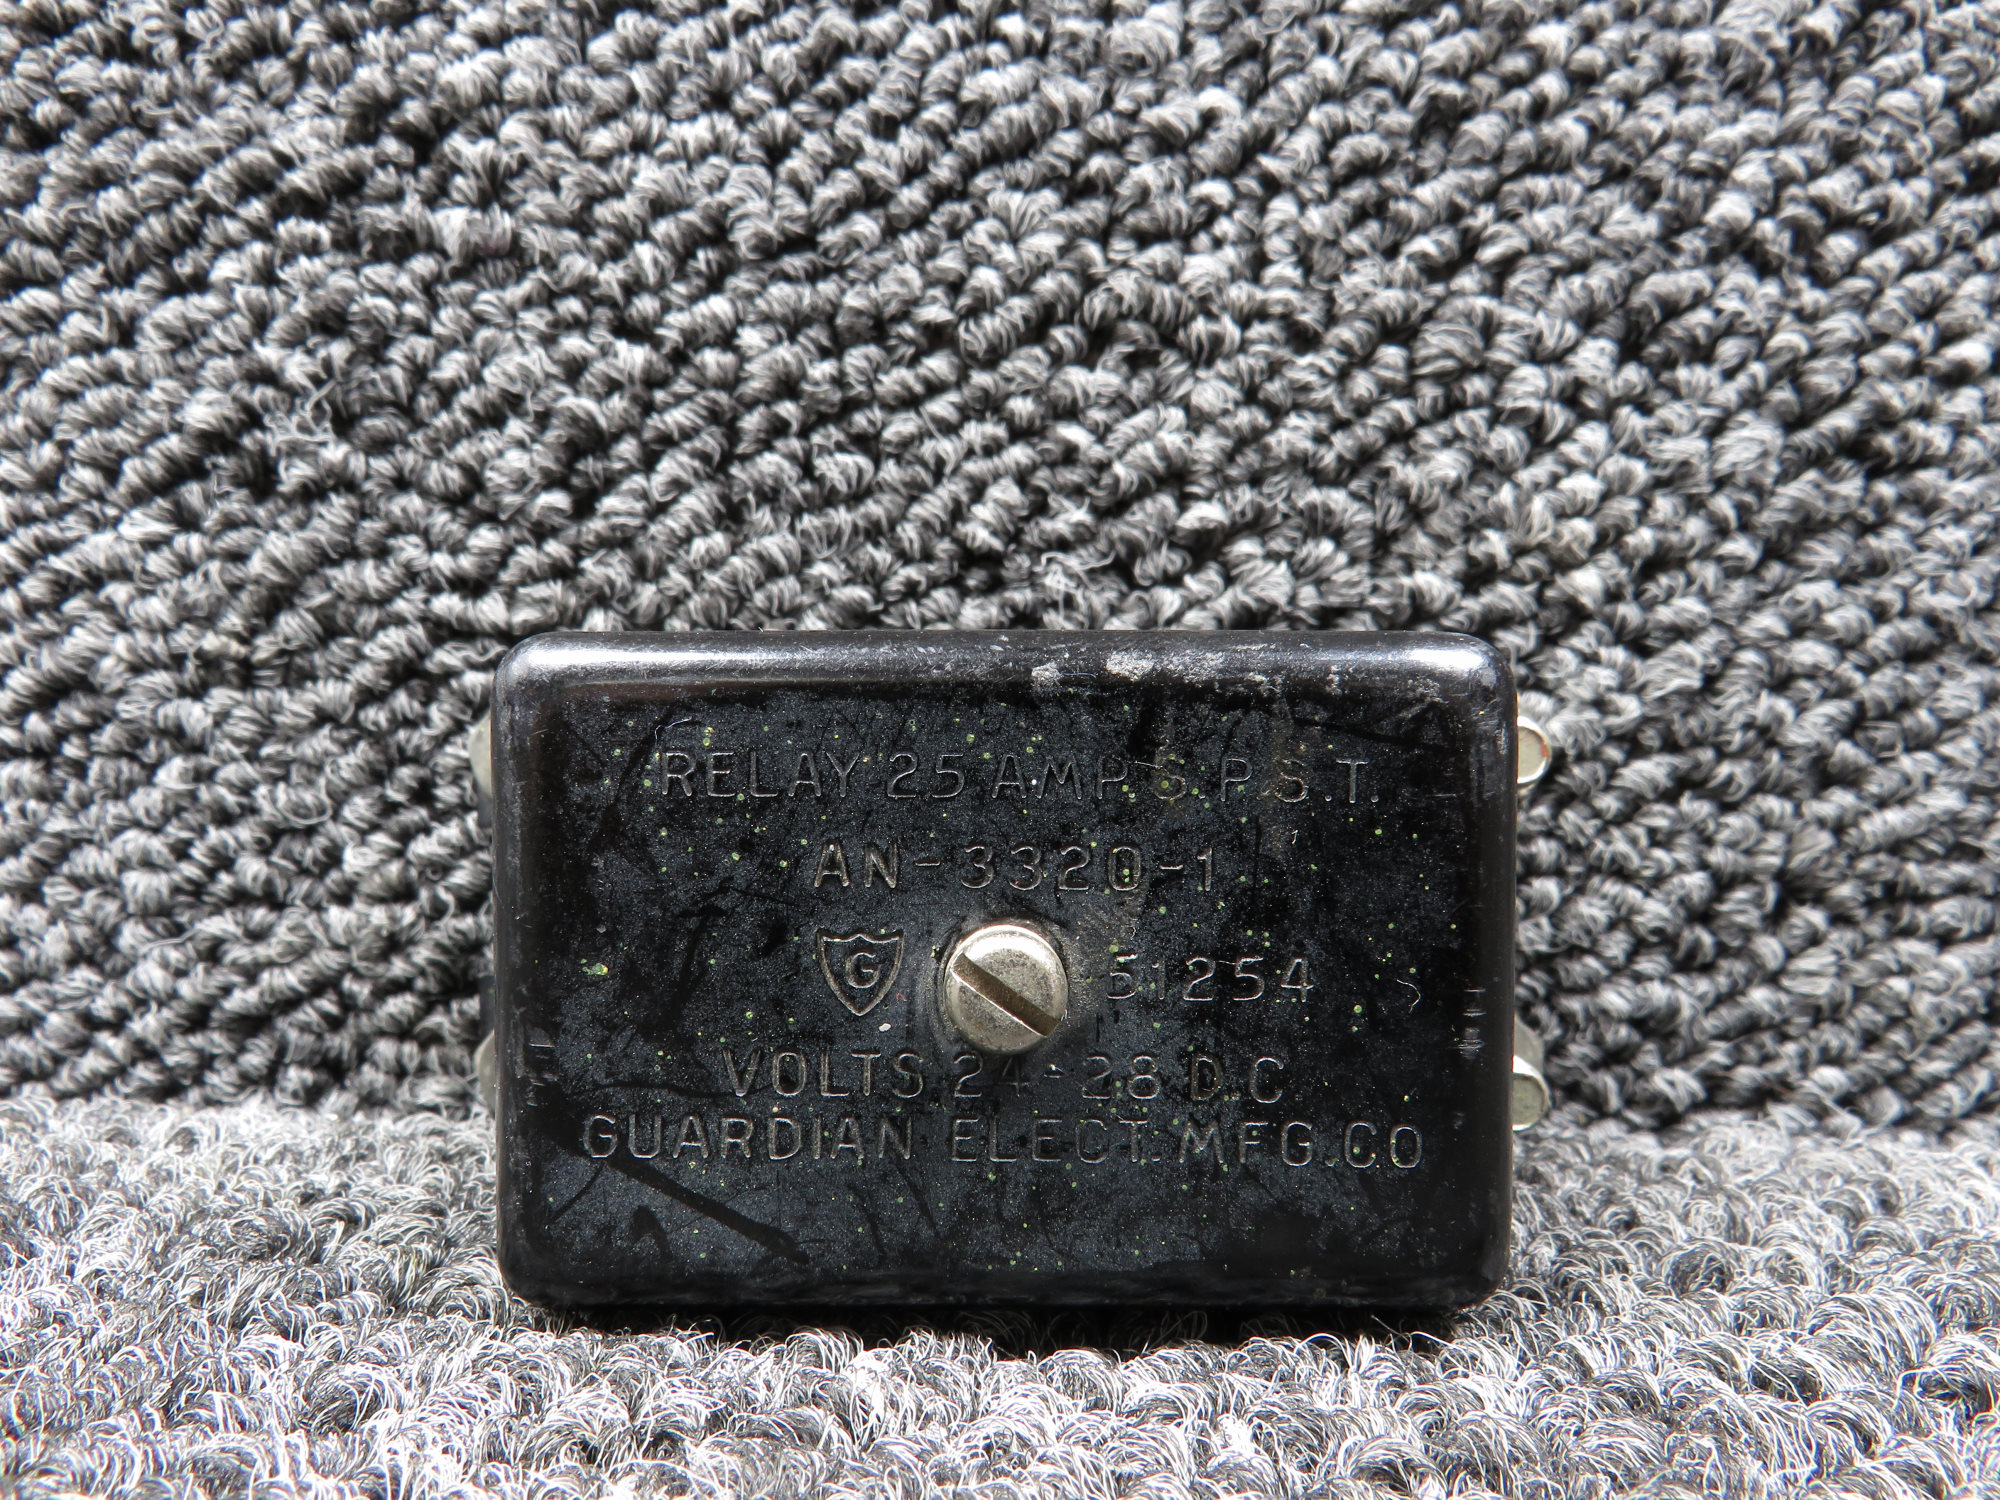 RELAY 25 AMP. S.P.S.T.
AN-3320-1
G 51254
VOLTS 24-28 D.C
GUARDIAN ELECT. MFG. CO